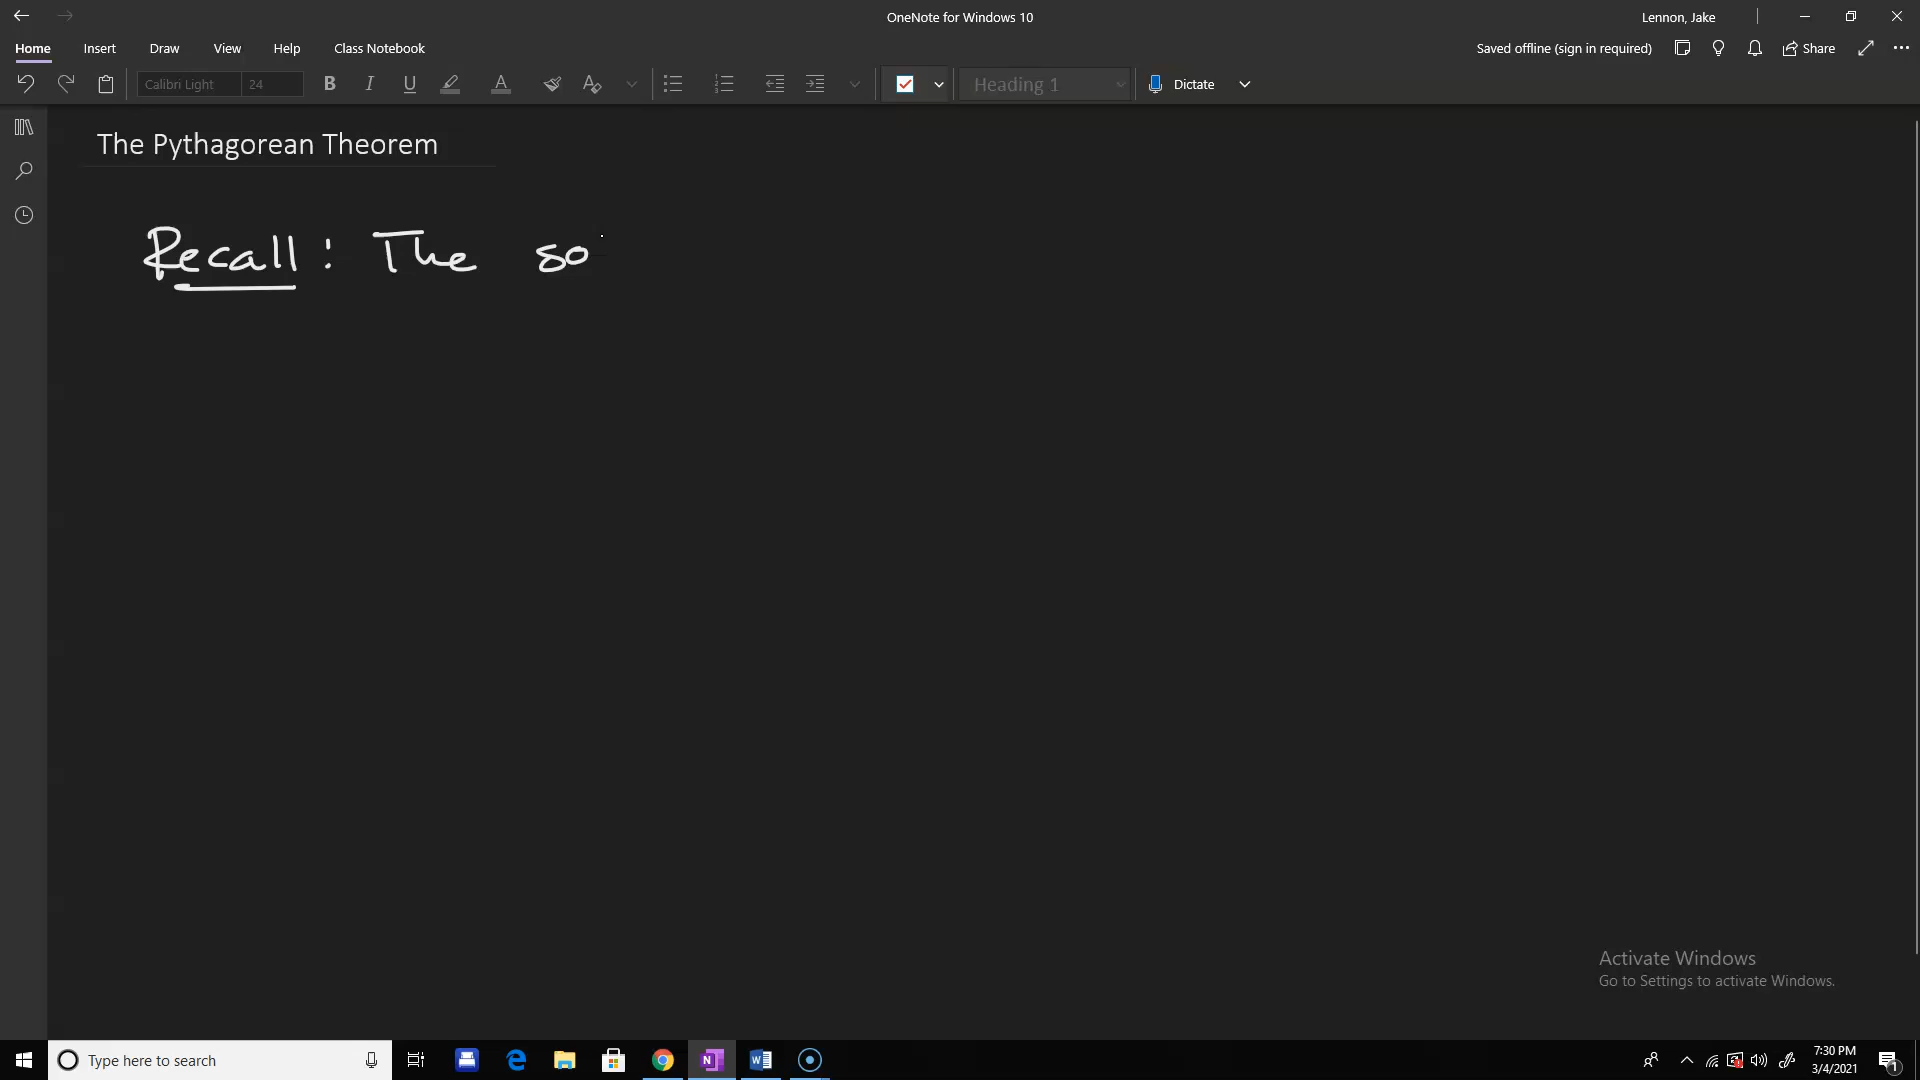 OneNote for Windows 10
Lennon, Jake
Home Insert Draw View Help Class Notebook
Saved offline (sign in required)
Share
Calibri Light 24
B I U A
Heading 1
Dictate
The Pythagorean Theorem
Recall: The so
Activate Windows
Go to Settings to activate Windows.
Type here to search
7:30 PM
3/4/2021
1